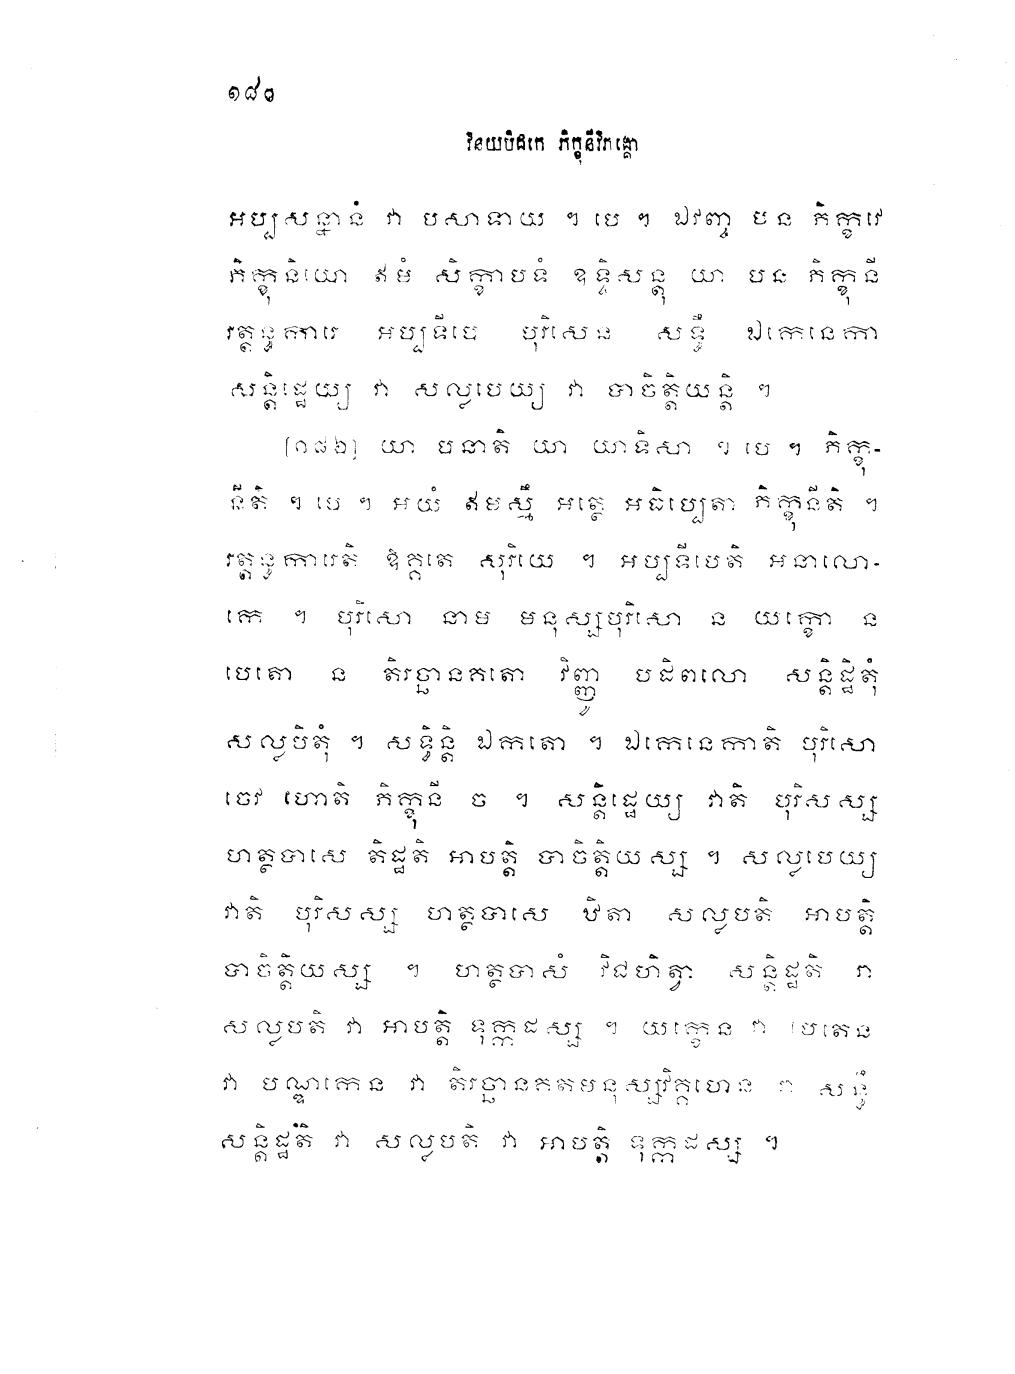 ១៨០
វិនយបិដកេ ភិក្ខុនីវិភង្គោ
អប្បសន្នានំ វា បសាទាយ ។ បេ ។ ឯវញ្ច បន ភិក្ខវេ
ភិក្ខុនិយោ ឥមំ សិក្ខាបទំ ឧទ្ទិសន្តុ យា បន ភិក្ខុនី
រត្តន្ធការេ អប្បទីបេ បុរិសេន សទ្ធឹ ឯកេនេកា
សន្តិដ្ឋេយ្យ វា សល្លបេយ្យ វា បាចិត្តិយន្តិ ។
[១៨៦] យា បនាតិ យា យាទិសា ។ បេ ។ ភិក្ខុ-
នីតិ ។ បេ ។ អយំ ឥមស្មឹ អត្ថេ អធិប្បេតា ភិក្ខុនីតិ ។
រត្តន្ធការេតិ ឱគ្គតេ សុរិយេ ។ អប្បទីបេតិ អនាលោ-
កេ ។ បុរិសោ នាម មនុស្សបុរិសោ ន យក្ខោ ន
បេតោ ន តិរច្ឆានគតោ វិញ្ញូ បដិពលោ សន្តិដ្ឋិតុំ
សល្លបិតុំ ។ សទ្ធិន្តិ ឯកតោ ។ ឯកេនេកាតិ បុរិសោ
ចេវ ហោតិ ភិក្ខុនី ច ។ សន្តិដ្ឋេយ្យ វាតិ បុរិសស្ស
ហត្ថបាសេ តិដ្ឋតិ អាបត្តិ បាចិត្តិយស្ស ។ សល្លបេយ្យ
វាតិ បុរិសស្ស ហត្ថបាសេ ឋិតា សល្លបតិ អាបត្តិ
បាចិត្តិយស្ស ។ ហត្ថបាសំ វិជហិត្វា សន្តិដ្ឋតិ វា
សល្លបតិ វា អាបត្តិ ទុក្កដស្ស ។ យក្ខេន វា បេតេន
វា បណ្ឌកេន វា តិរច្ឆានគតមនុស្សវិគ្គហេន វា សទ្ធឹ
សន្តិដ្ឋតិ វា សល្លបតិ វា អាបត្តិ ទុក្កដស្ស ។